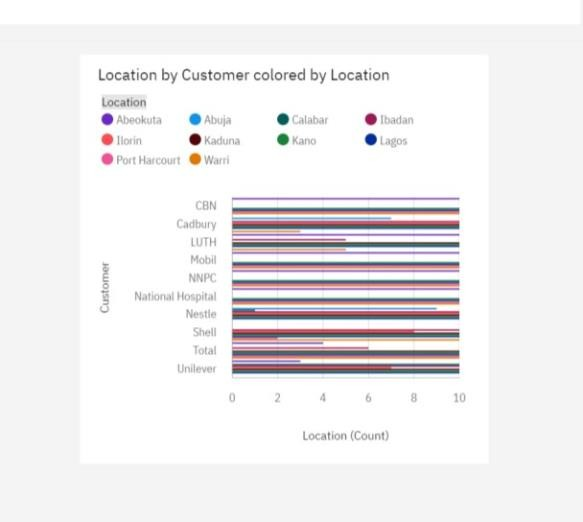 Location by Customer colored by Location
Location
Abeokuta Abuja Calabar Ibadan
Ilorin Kaduna Kano Lagos
Port Harcourt Warri
Customer
CBN
Cadbury
LUTH
Mobil
NNPC
National Hospital
Nestle
Shell
Total
Unilever
0 2 4 6 8 10
Location (Count)